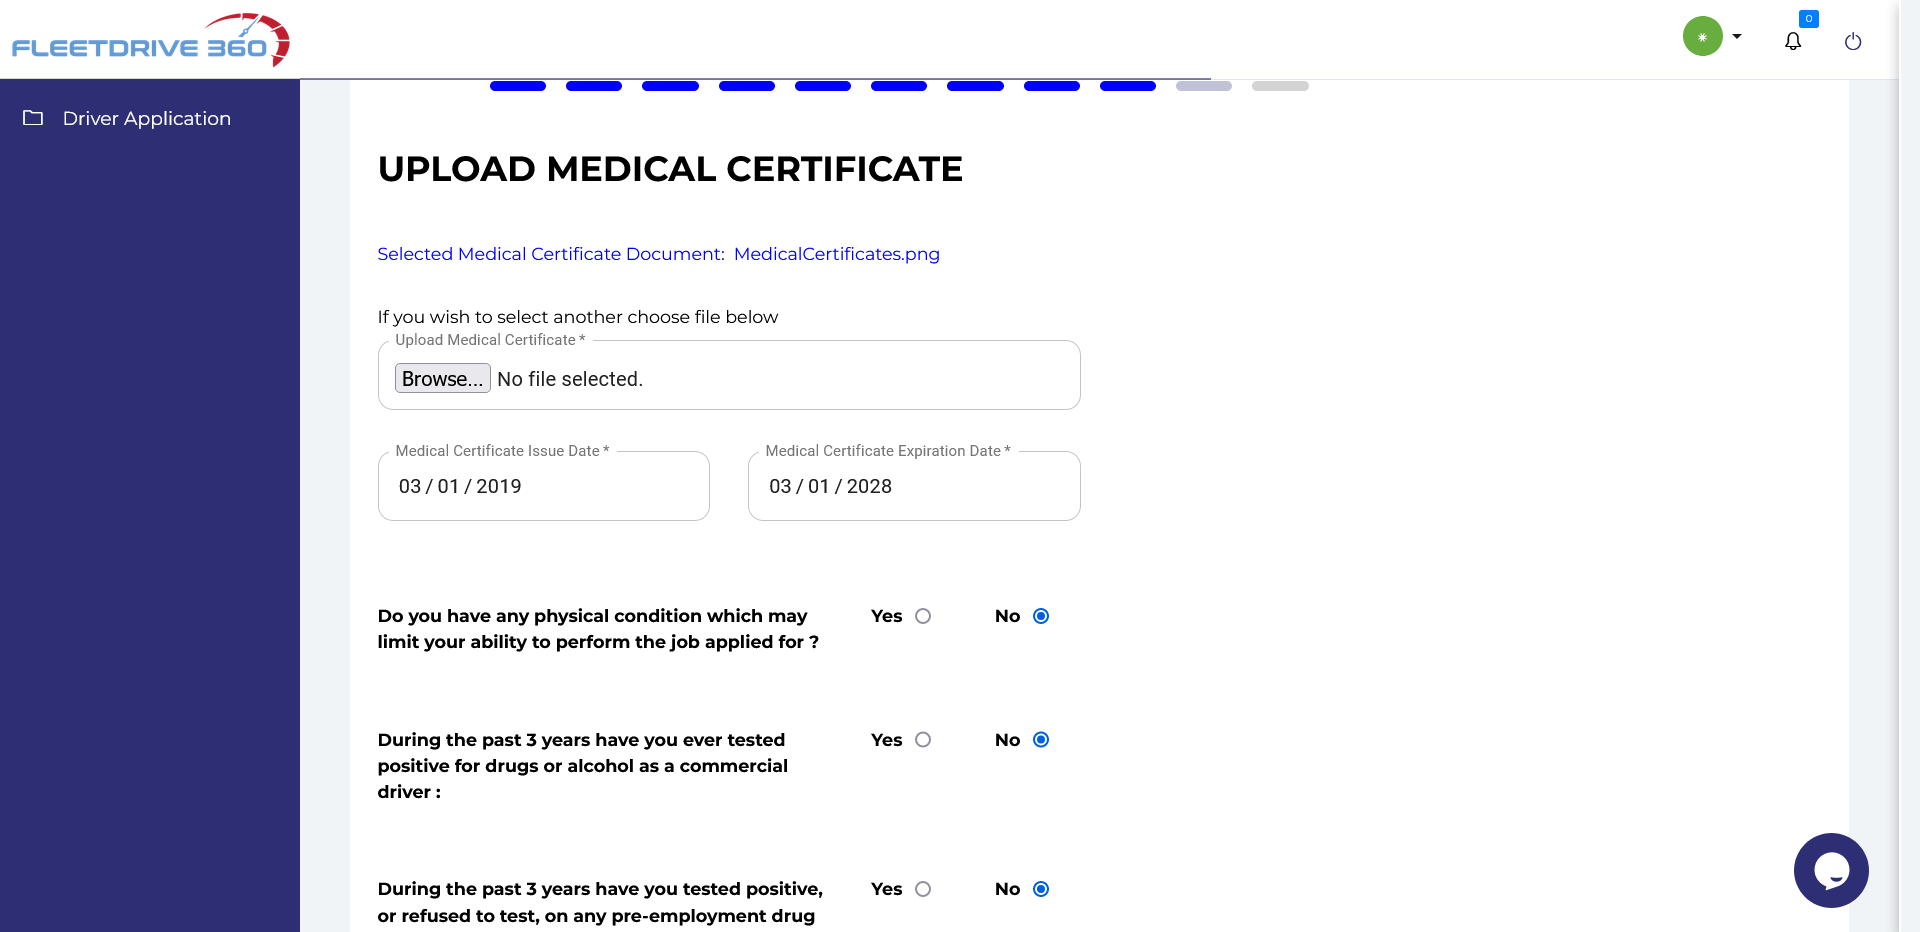 FLEETDRIVE 360
0
Driver Application
UPLOAD MEDICAL CERTIFICATE
Selected Medical Certificate Document: MedicalCertificates.png
If you wish to select another choose file below
Upload Medical Certificate *
Browse... No file selected.
Medical Certificate Issue Date * Medical Certificate Expiration Date *
03 / 01 / 2019 03 / 01 / 2028
Do you have any physical condition which may Yes No
limit your ability to perform the job applied for ?
During the past 3 years have you ever tested Yes No
positive for drugs or alcohol as a commercial
driver :
During the past 3 years have you tested positive, Yes No
or refused to test, on any pre-employment drug